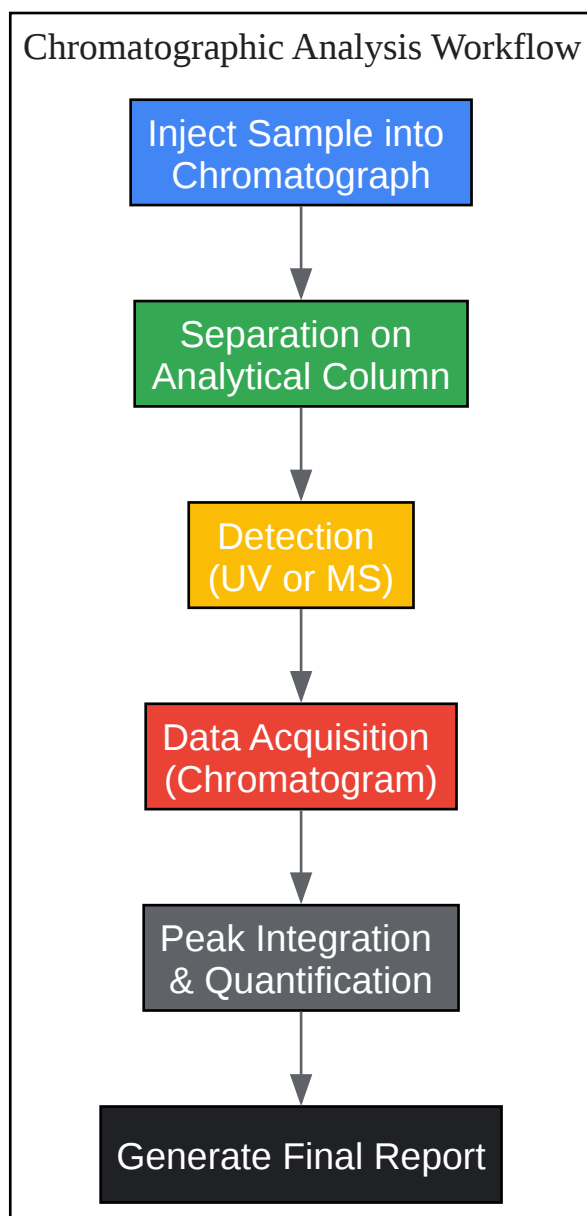 Chromatographic Analysis Workflow
Inject Sample into
Chromatograph
Separation on
Analytical Column
Detection
(UV or MS)
Data Acquisition
(Chromatogram)
Peak Integration
& Quantification
Generate Final Report